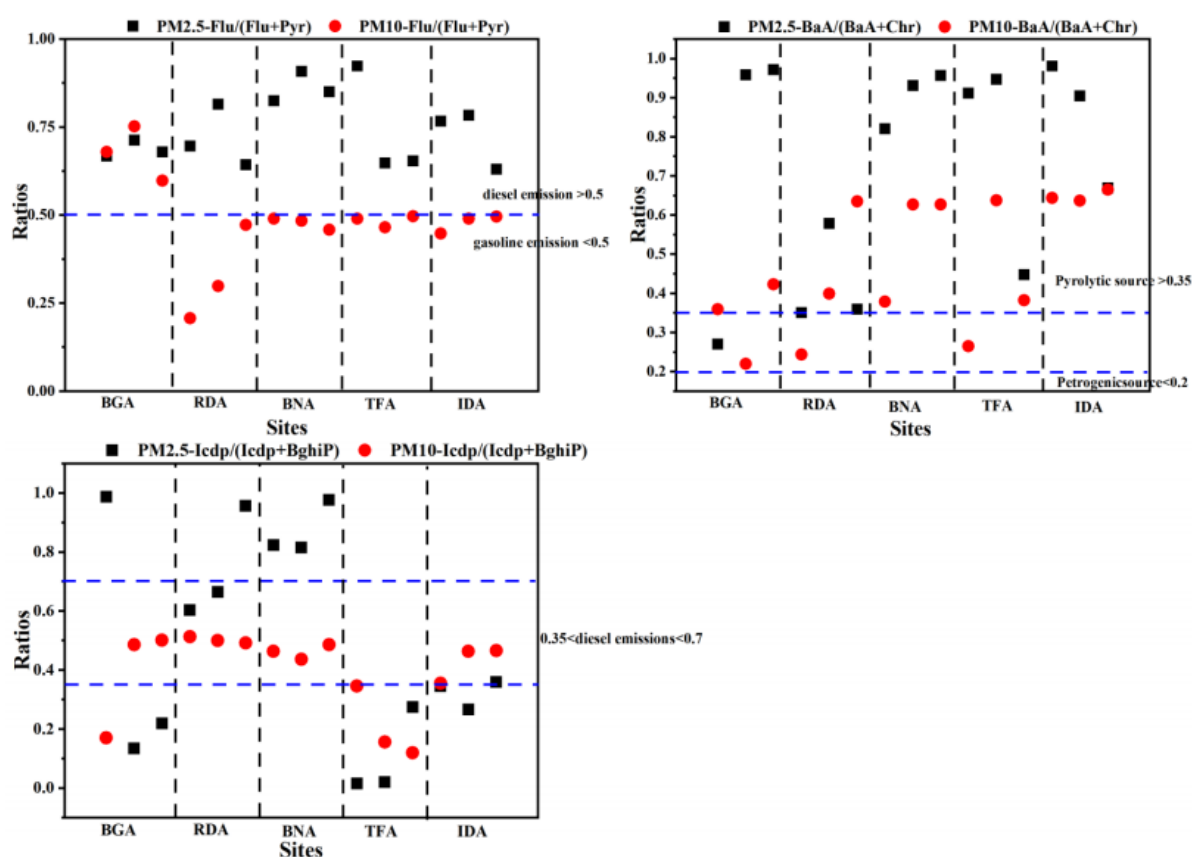 PM2.5-Flu/(Flu+Pyr) PM10-Flu/(Flu+Pyr)
1.00
0.75
0.50
0.25
0.00
Ratios
diesel emission >0.5
gasoline emission <0.5
BGA RDA BNA TFA IDA
Sites
PM2.5-BaA/(BaA+Chr) PM10-BaA/(BaA+Chr)
1.0
0.9
0.8
0.7
0.6
0.5
0.4
0.3
0.2
Ratios
Pyrolytic source >0.35
Petrogenicsource<0.2
BGA RDA BNA TFA IDA
Sites
PM2.5-Icdp/(Icdp+BghiP) PM10-Icdp/(Icdp+BghiP)
1.0
0.8
0.6
0.4
0.2
0.0
Ratios
0.35<diesel emissions<0.7
BGA RDA BNA TFA IDA
Sites